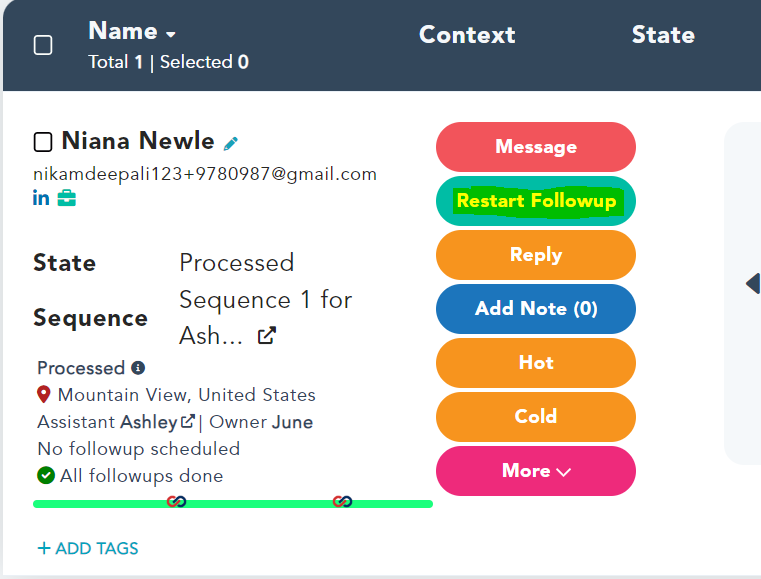 Name
Total 1 | Selected 0
Context
State
Niana Newle
nikamdeepali123+9780987@gmail.com
in
State
Processed
Sequence
Sequence 1 for
Ash...
Processed
Mountain View, United States
Assistant Ashley | Owner June
No followup scheduled
All followups done
+ ADD TAGS
Message
Restart Followup
Reply
Add Note (0)
Hot
Cold
More